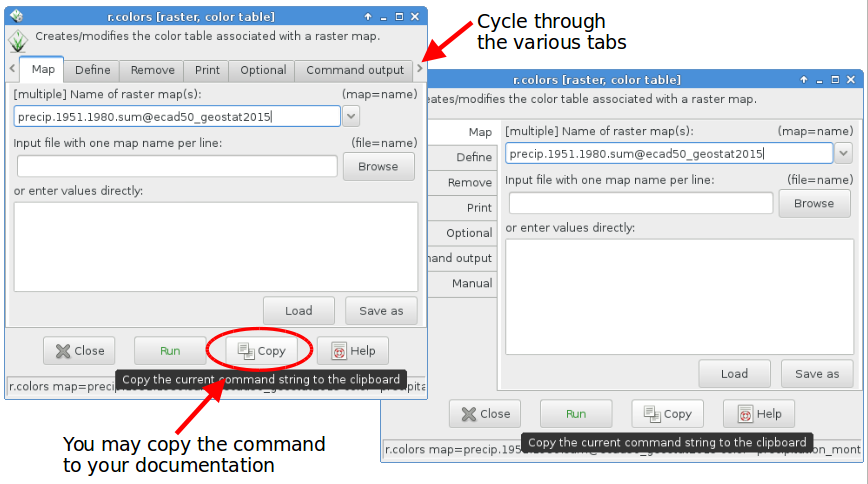 r.colors [raster, color table]
Creates/modifies the color table associated with a raster map.
Map Define Remove Print Optional Command output
[multiple] Name of raster map(s): (map=name)
precip.1951.1980.sum@ecad50_geostat2015
Input file with one map name per line: (file=name)
Browse
or enter values directly:
Load Save as
Close Run Copy Help
Copy the current command string to the clipboard
r.colors map=precip
Cycle through
the various tabs
You may copy the command
to your documentation
r.colors [raster, color table]
eates/modifies the color table associated with a raster map.
Map
Define
Remove
Print
Optional
mand output
Manual
[multiple] Name of raster map(s): (map=name)
precip.1951.1980.sum@ecad50_geostat2015
Input file with one map name per line: (file=name)
Browse
or enter values directly:
Load Save as
Close Run Copy Help
Copy the current command string to the clipboard
r.colors map=precip.195 precipitation_mont